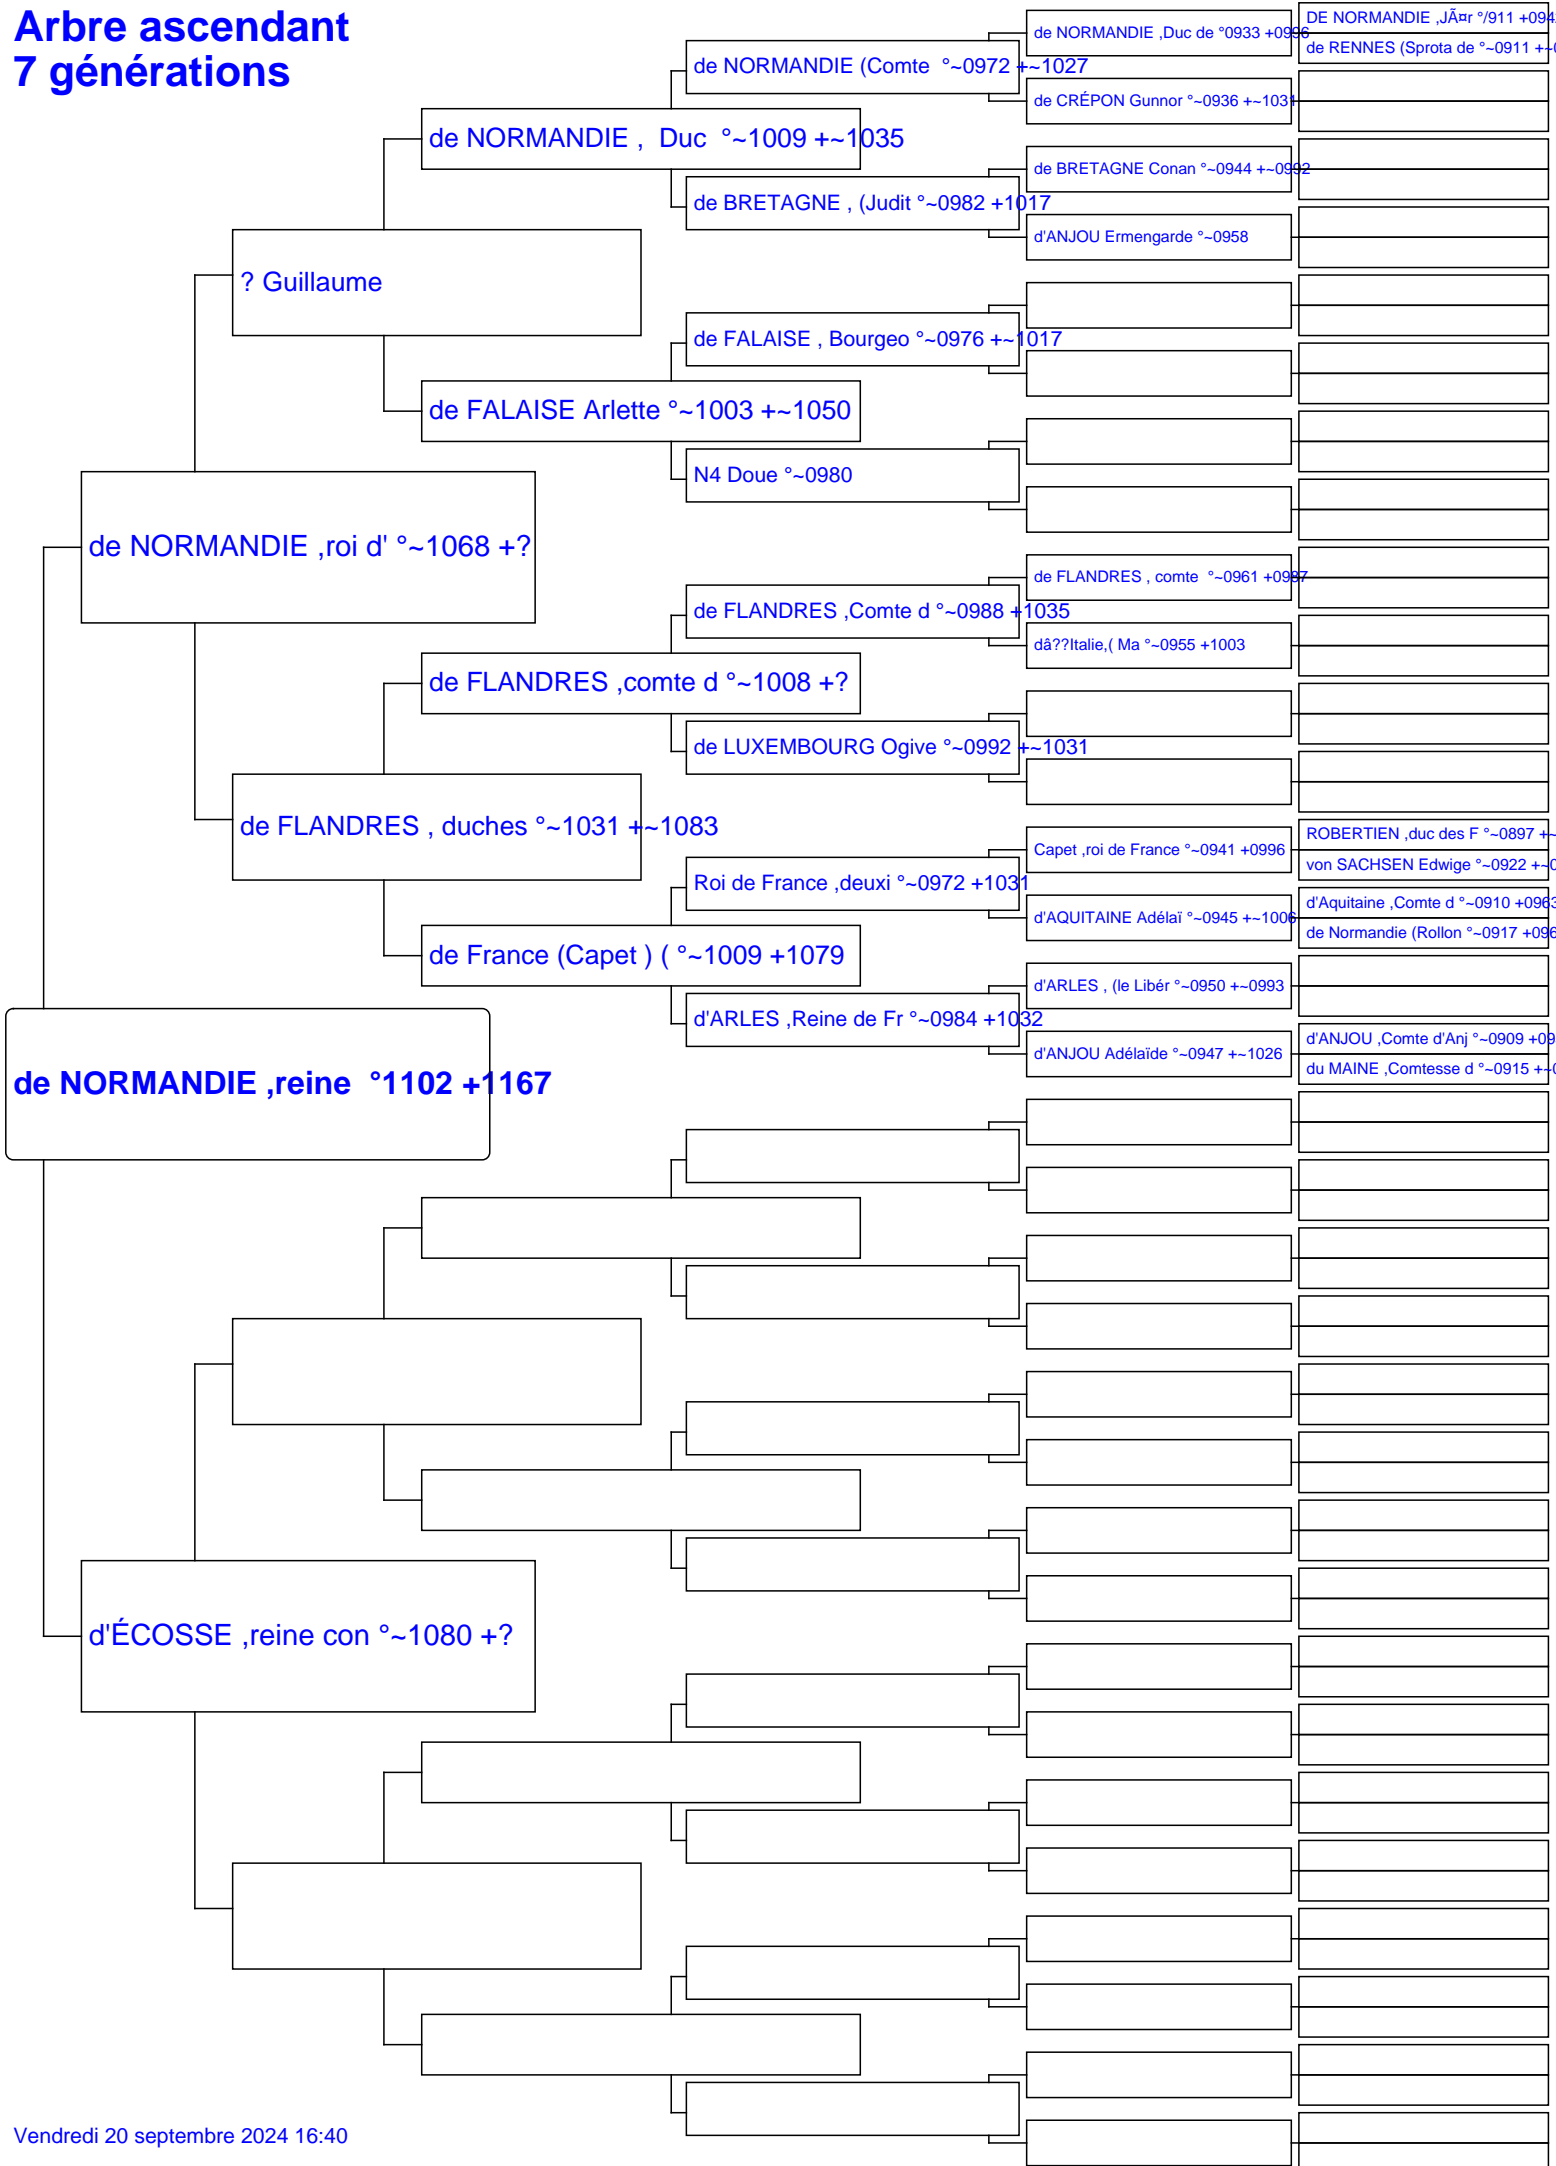 Arbre ascendant
7 générations
de NORMANDIE ,reine  °1102 +1167
de NORMANDIE ,roi d' °~1068 +?
d'ÉCOSSE ,reine con °~1080 +?
? Guillaume
de FLANDRES , duches °~1031 +~1083
de NORMANDIE ,  Duc  °~1009 +~1035
de FALAISE Arlette °~1003 +~1050
de FLANDRES ,comte d °~1008 +?
de France (Capet ) ( °~1009 +1079
de NORMANDIE (Comte  °~0972 +~1027
de BRETAGNE , (Judit °~0982 +1017
de FALAISE , Bourgeo °~0976 +~1017
N4 Doue °~0980
de FLANDRES ,Comte d °~0988 +1035
de LUXEMBOURG Ogive °~0992 +~1031
Roi de France ,deuxi °~0972 +1031
d'ARLES ,Reine de Fr °~0984 +1032
de NORMANDIE ,Duc de °0933 +0996
de CRÉPON Gunnor °~0936 +~1031
de BRETAGNE Conan °~0944 +~0992
d'ANJOU Ermengarde °~0958
de FLANDRES , comte  °~0961 +0987
dâ??Italie,( Ma °~0955 +1003
Capet ,roi de France °~0941 +0996
d'AQUITAINE Adélaï °~0945 +~1006
d'ARLES , (le Libér °~0950 +~0993
d'ANJOU Adélaïde °~0947 +~1026
DE NORMANDIE ,JÃ¤r °/911 +094
de RENNES (Sprota de °~0911 +~0
ROBERTIEN ,duc des F °~0897 +~
von SACHSEN Edwige °~0922 +~0
d'Aquitaine ,Comte d °~0910 +0963
de Normandie (Rollon °~0917 +096
d'ANJOU ,Comte d'Anj °~0909 +09
du MAINE ,Comtesse d °~0915 +~0
Vendredi 20 septembre 2024 16:40